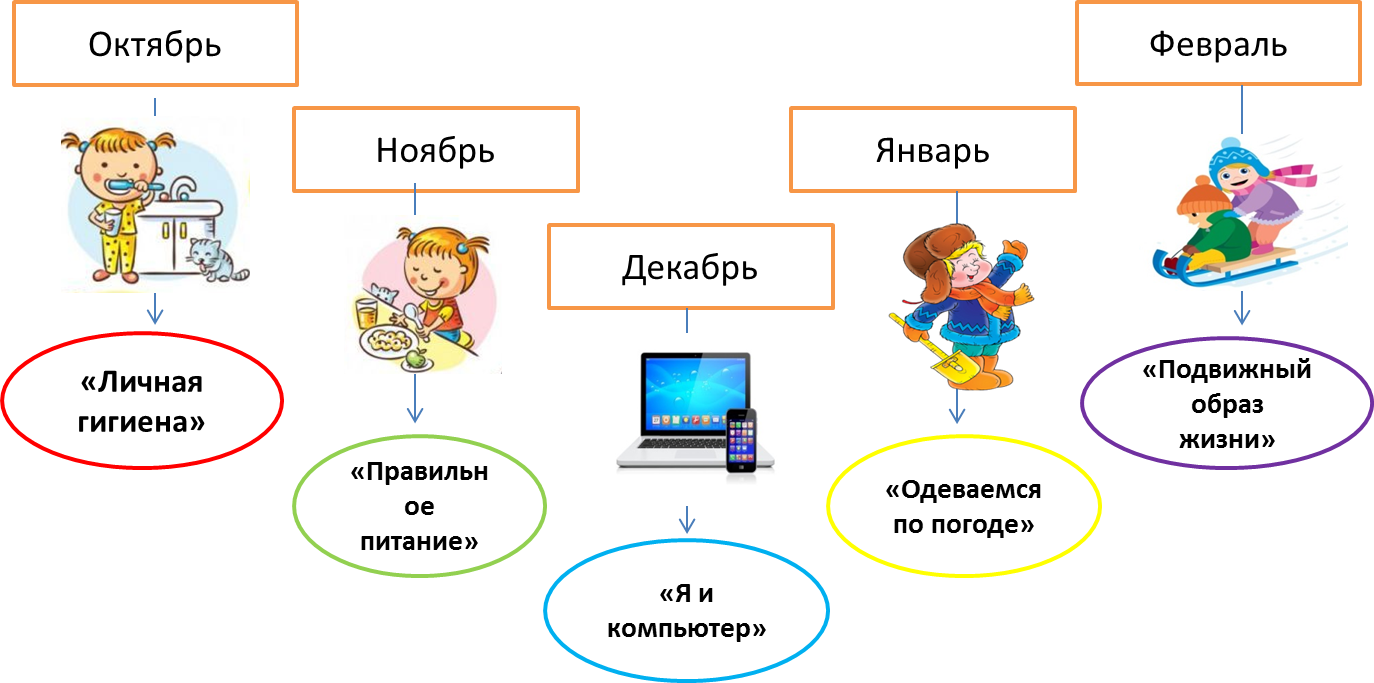 Октябрь
«Личная
гигиена»
Ноябрь
«Правильн
ое
питание»
Декабрь
«Я и
компьютер»
Январь
«Одеваемся
по погоде»
Февраль
«Подвижный
образ
жизни»